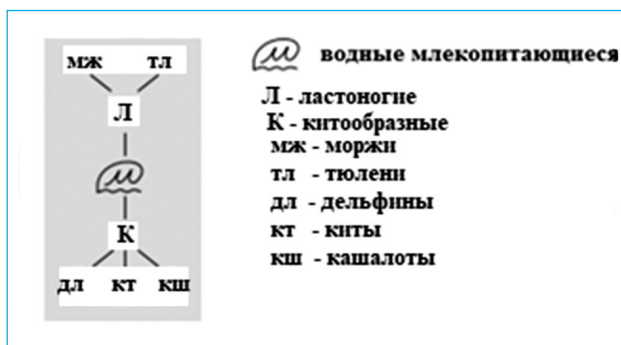 мж тл
Л
м
К
дл кт кш
м водные млекопитающиеся
Л - ластоногие
К - китообразные
мж - моржи
тл - тюлени
дл - дельфины
кт - киты
кш - кашалоты